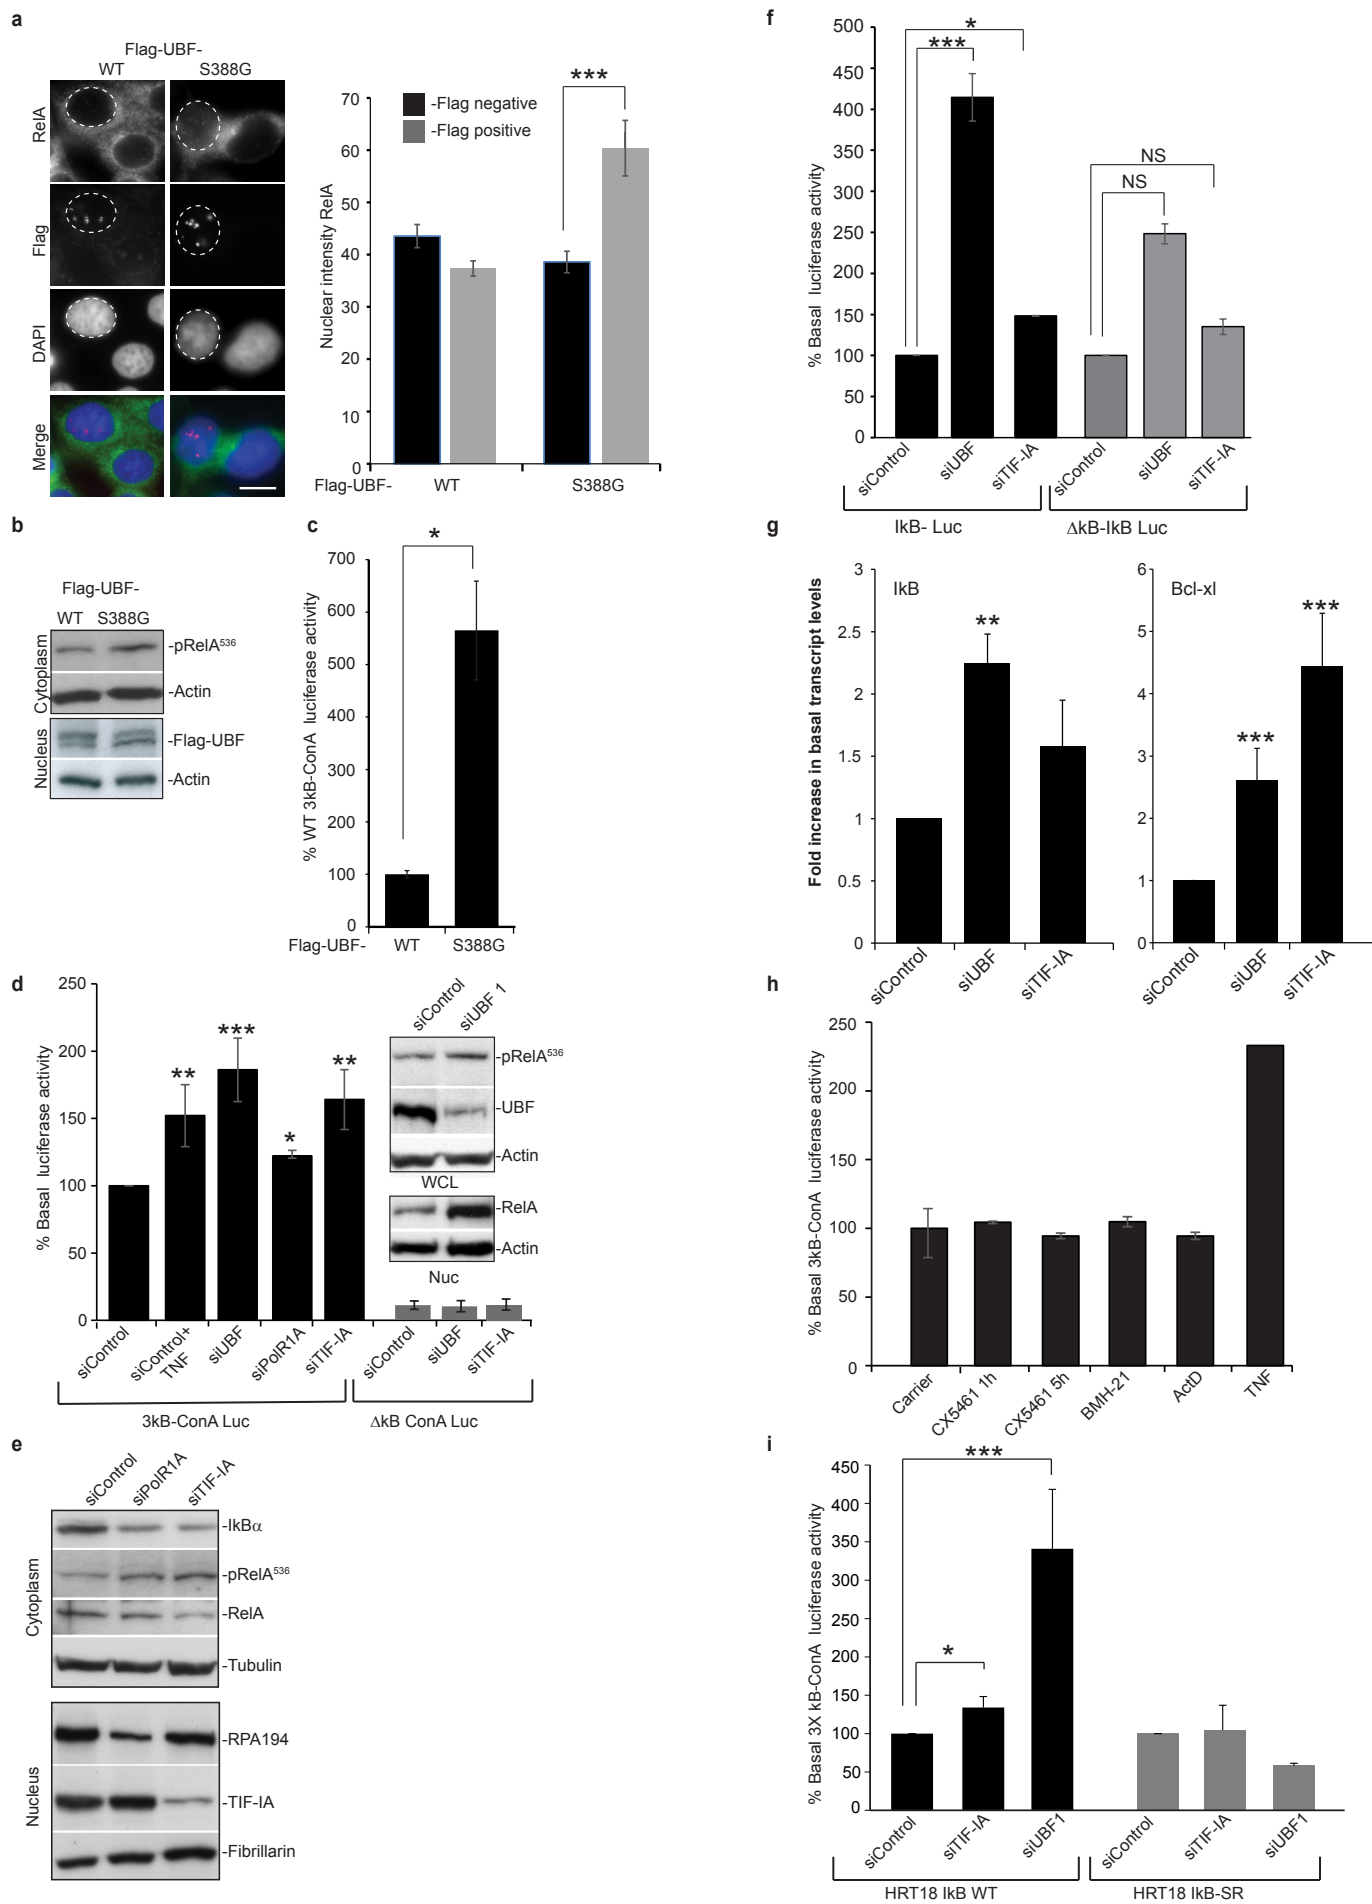 a
Flag-UBF-
WT S388G
RelA
Flag
DAPI
Merge
Nuclear intensity RelA
70
60
50
40
30
20
10
0
-Flag negative
-Flag positive
***
Flag-UBF- WT S388G
b
Flag-UBF-
WT S388G
Cytoplasm
-pRelA536
-Actin
Nucleus
-Flag-UBF
-Actin
c
% WT 3kB-ConA luciferase activity
700
600
500
400
300
200
100
0
*
Flag-UBF- WT S388G
d
% Basal luciferase activity
250
200
150
100
50
0
**
***
*
**
siControl
siControl+ TNF
siUBF
siPolR1A
siTIF-IA
siControl
siUBF
siTIF-IA
3kB-ConA Luc
ΔkB ConA Luc
siControl
siUBF 1
-pRelA536
-UBF
-Actin
WCL
-RelA
-Actin
Nuc
e
siControl
siPolR1A
siTIF-IA
Cytoplasm
-IkBα
-pRelA536
-RelA
-Tubulin
Nucleus
-RPA194
-TIF-IA
-Fibrillarin
f
% Basal luciferase activity
500
450
400
350
300
250
200
150
100
50
0
*
***
NS
NS
siControl
siUBF
siTIF-IA
siControl
siUBF
siTIF-IA
IkB- Luc
ΔkB-IkB Luc
g
Fold increase in basal transcript levels
3
2.5
2
1.5
1
0.5
0
IkB
**
siControl
siUBF
siTIF-IA
6
5
4
3
2
1
0
Bcl-xl
***
***
siControl
siUBF
siTIF-IA
h
% Basal 3kB-ConA luciferase activity
250
200
150
100
50
0
Carrier
CX5461 1h
CX5461 5h
BMH-21
ActD
TNF
i
% Basal 3X kB-ConA luciferase activity
450
400
350
300
250
200
150
100
50
0
***
*
siControl
siTIF-IA
siUBF1
siControl
siTIF-IA
siUBF1
HRT18 IkB WT
HRT18 IkB-SR